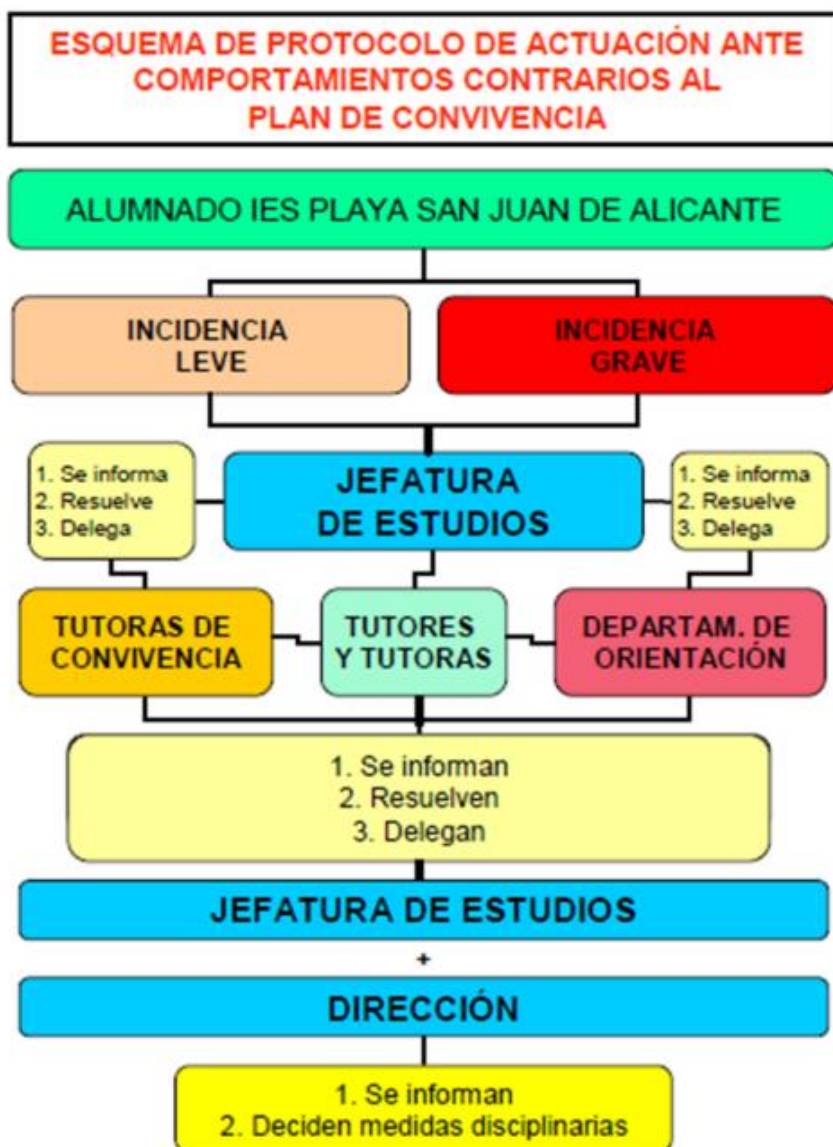 ESQUEMA DE PROTOCOLO DE ACTUACIÓN ANTE
COMPORTAMIENTOS CONTRARIOS AL
PLAN DE CONVIVENCIA
ALUMNADO IES PLAYA SAN JUAN DE ALICANTE
INCIDENCIA
LEVE
INCIDENCIA
GRAVE
1. Se informa
2. Resuelve
3. Delega
JEFATURA
DE ESTUDIOS
1. Se informa
2. Resuelve
3. Delega
TUTORAS DE
CONVIVENCIA
TUTORES
Y TUTORAS
DEPARTAM. DE
ORIENTACIÓN
1. Se informan
2. Resuelven
3. Delegan
JEFATURA DE ESTUDIOS
+
DIRECCIÓN
1. Se informan
2. Deciden medidas disciplinarias